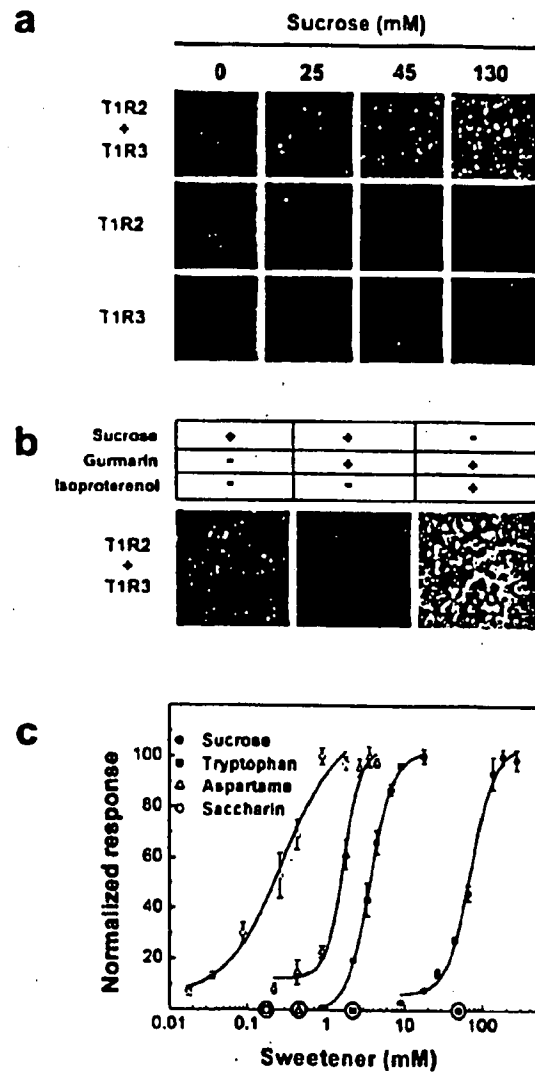 a
Sucrose (mM)
0 25 45 130
T1R2
+
T1R3
T1R2
T1R3
b
Sucrose + + -
Gurmarin - + +
Isoproterenol - - +
T1R2
+
T1R3
c
Normalized response
100
80
60
40
20
Sucrose
Tryptophan
Aspartame
Saccharin
0.01 0.1 1 10 100
Sweetener (mM)